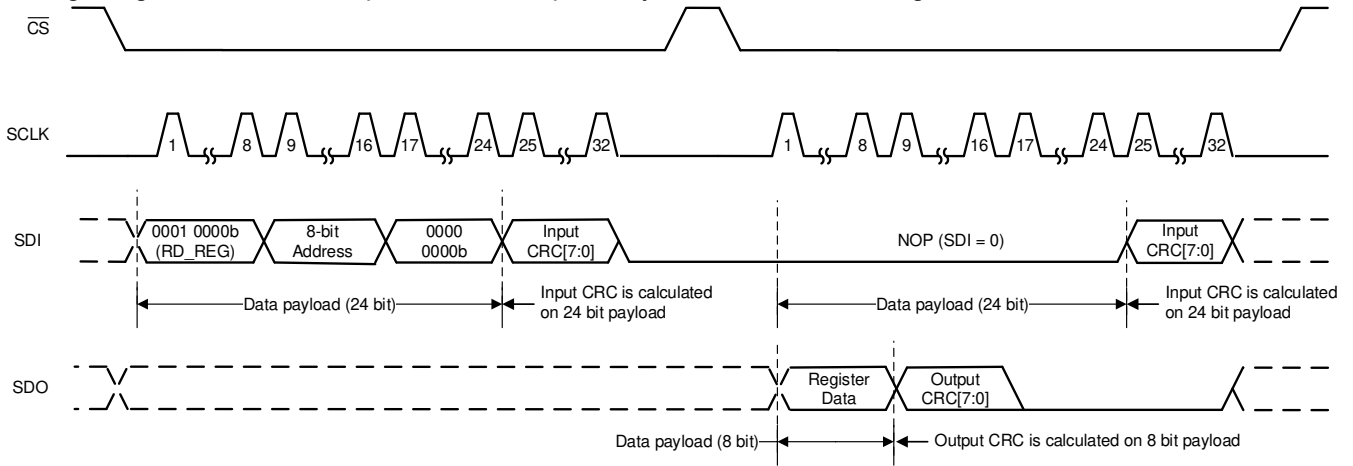 CS
SCLK
1 8 9 16 17 24 25 32 1 8 9 16 17 24 25 32
SDI
0001 0000b
(RD_REG)
8-bit
Address
0000
0000b
Input
CRC[7:0]
NOP (SDI = 0)
Input
CRC[7:0]
Data payload (24 bit)
Input CRC is calculated
on 24 bit payload
Data payload (24 bit)
Input CRC is calculated
on 24 bit payload
SDO
Register
Data
Output
CRC[7:0]
Data payload (8 bit)
Output CRC is calculated on 8 bit payload